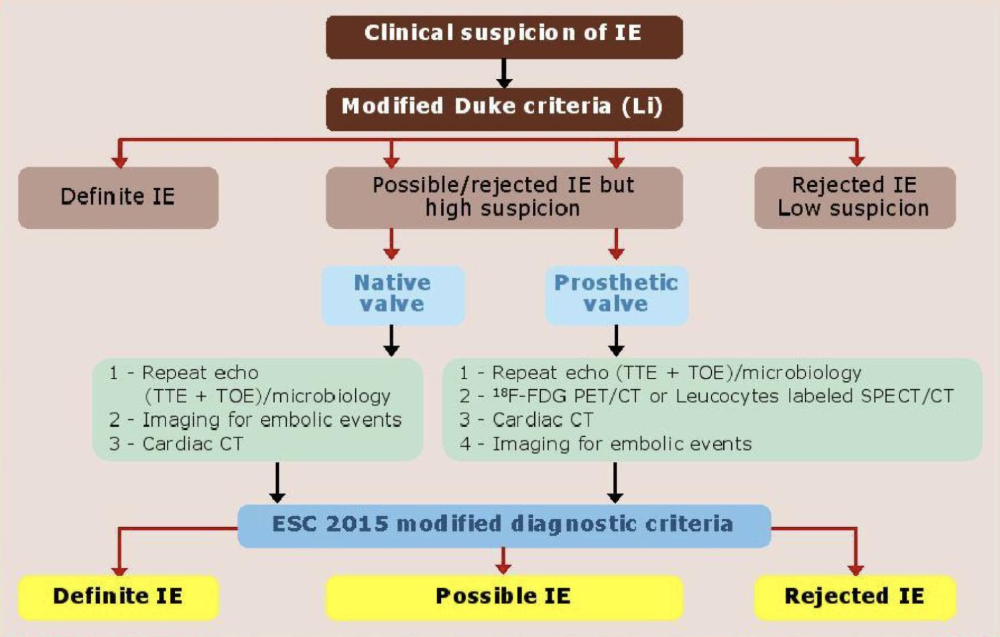 Clinical suspicion of IE
Modified Duke criteria (Li)
Definite IE
Possible/rejected IE but
high suspicion
Rejected IE
Low suspicion
Native
valve
Prosthetic
valve
1 - Repeat echo
(TTE + TOE)/microbiology
2 - Imaging for embolic events
3 - Cardiac CT
1 - Repeat echo (TTE + TOE)/microbiology
2 - ¹⁸F-FDG PET/CT or Leucocytes labeled SPECT/CT
3 - Cardiac CT
4 - Imaging for embolic events
ESC 2015 modified diagnostic criteria
Definite IE
Possible IE
Rejected IE